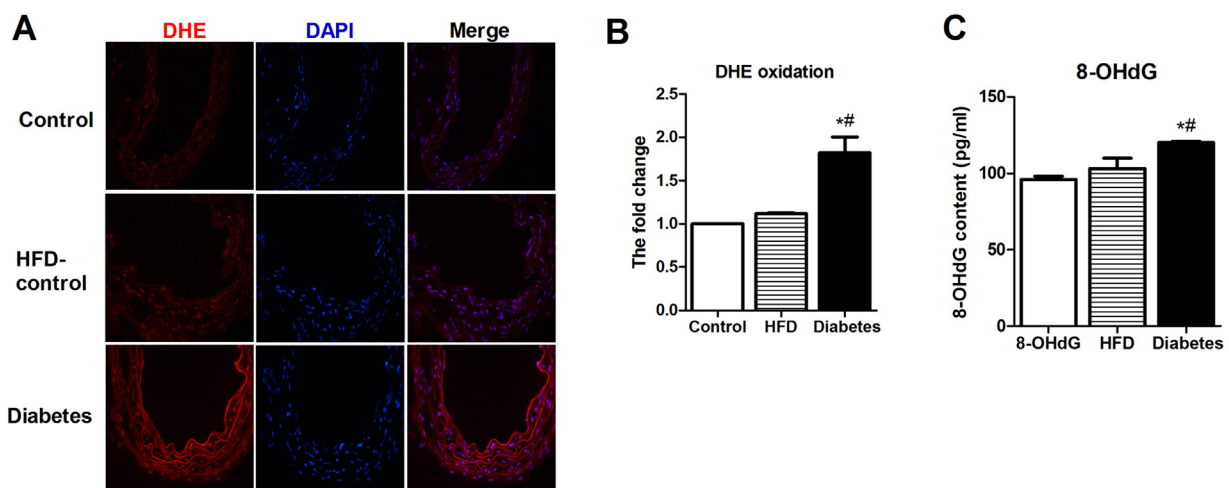 A
DHE
DAPI
Merge
Control
HFD-
control
Diabetes
B
DHE oxidation
The fold change
2.5
2.0
1.5
1.0
0.5
0.0
*#
Control
HFD
Diabetes
C
8-OHdG
8-OHdG content (pg/ml)
150
100
50
0
*#
8-OHdG
HFD
Diabetes